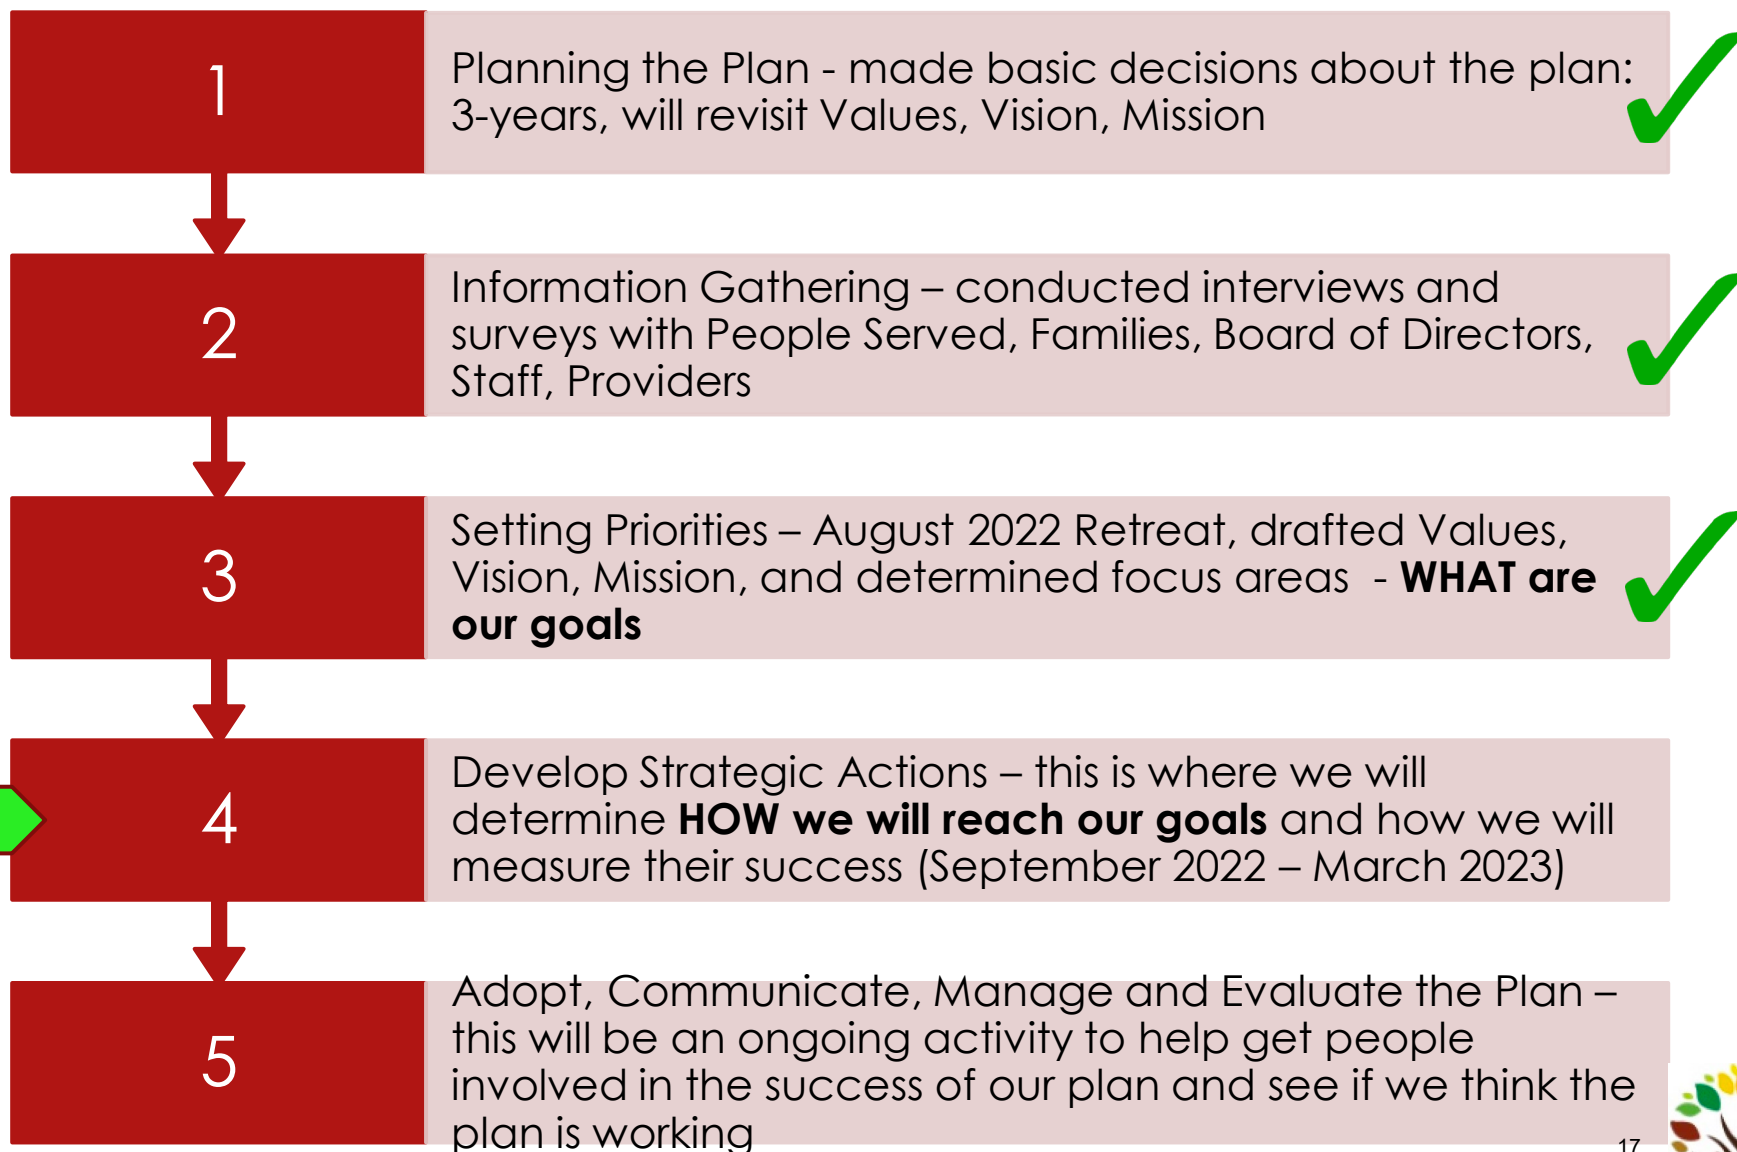 1
Planning the Plan - made basic decisions about the plan:
3-years, will revisit Values, Vision, Mission
2
Information Gathering – conducted interviews and
surveys with People Served, Families, Board of Directors,
Staff, Providers
3
Setting Priorities – August 2022 Retreat, drafted Values,
Vision, Mission, and determined focus areas  - WHAT are
our goals
4
Develop Strategic Actions – this is where we will
determine HOW we will reach our goals and how we will
measure their success (September 2022 – March 2023)
5
Adopt, Communicate, Manage and Evaluate the Plan –
this will be an ongoing activity to help get people
involved in the success of our plan and see if we think the
plan is working
17